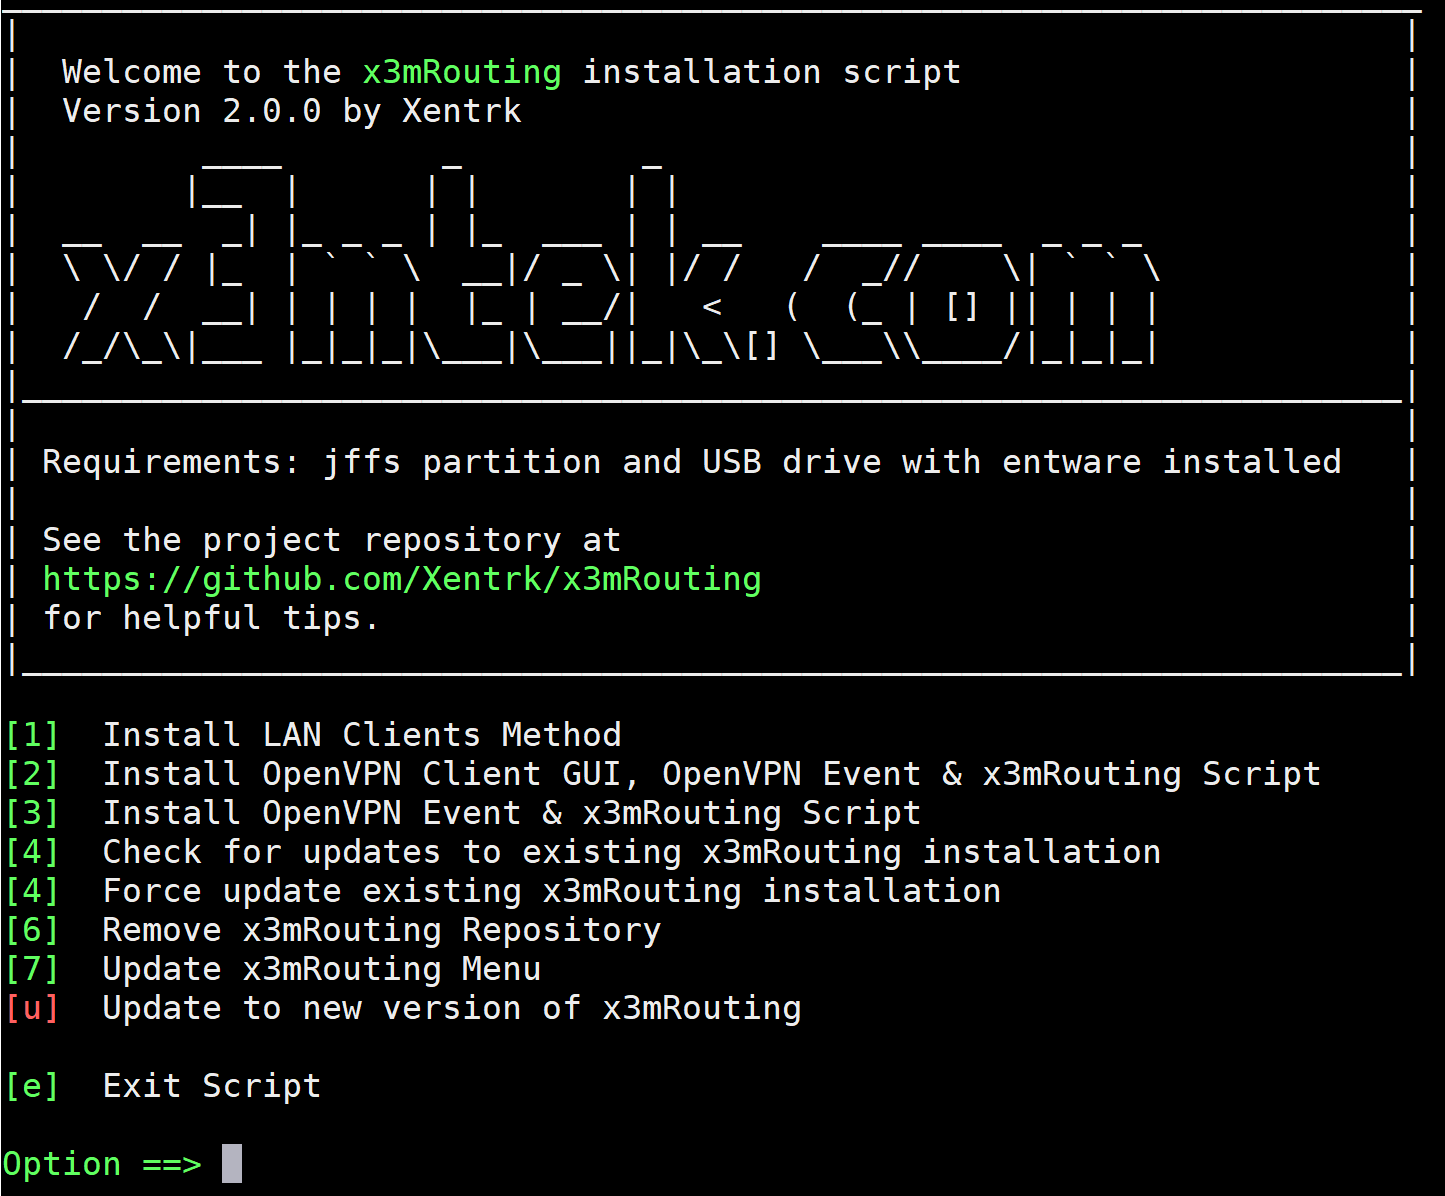 Welcome to the x3mRouting installation script
Version 2.0.0 by Xentrk
x3mtek.com
Requirements: jffs partition and USB drive with entware installed
See the project repository at
https://github.com/Xentrk/x3mRouting
for helpful tips.
[1]  Install LAN Clients Method
[2]  Install OpenVPN Client GUI, OpenVPN Event & x3mRouting Script
[3]  Install OpenVPN Event & x3mRouting Script
[4]  Check for updates to existing x3mRouting installation
[4]  Force update existing x3mRouting installation
[6]  Remove x3mRouting Repository
[7]  Update x3mRouting Menu
[u]  Update to new version of x3mRouting
[e]  Exit Script
Option ==>